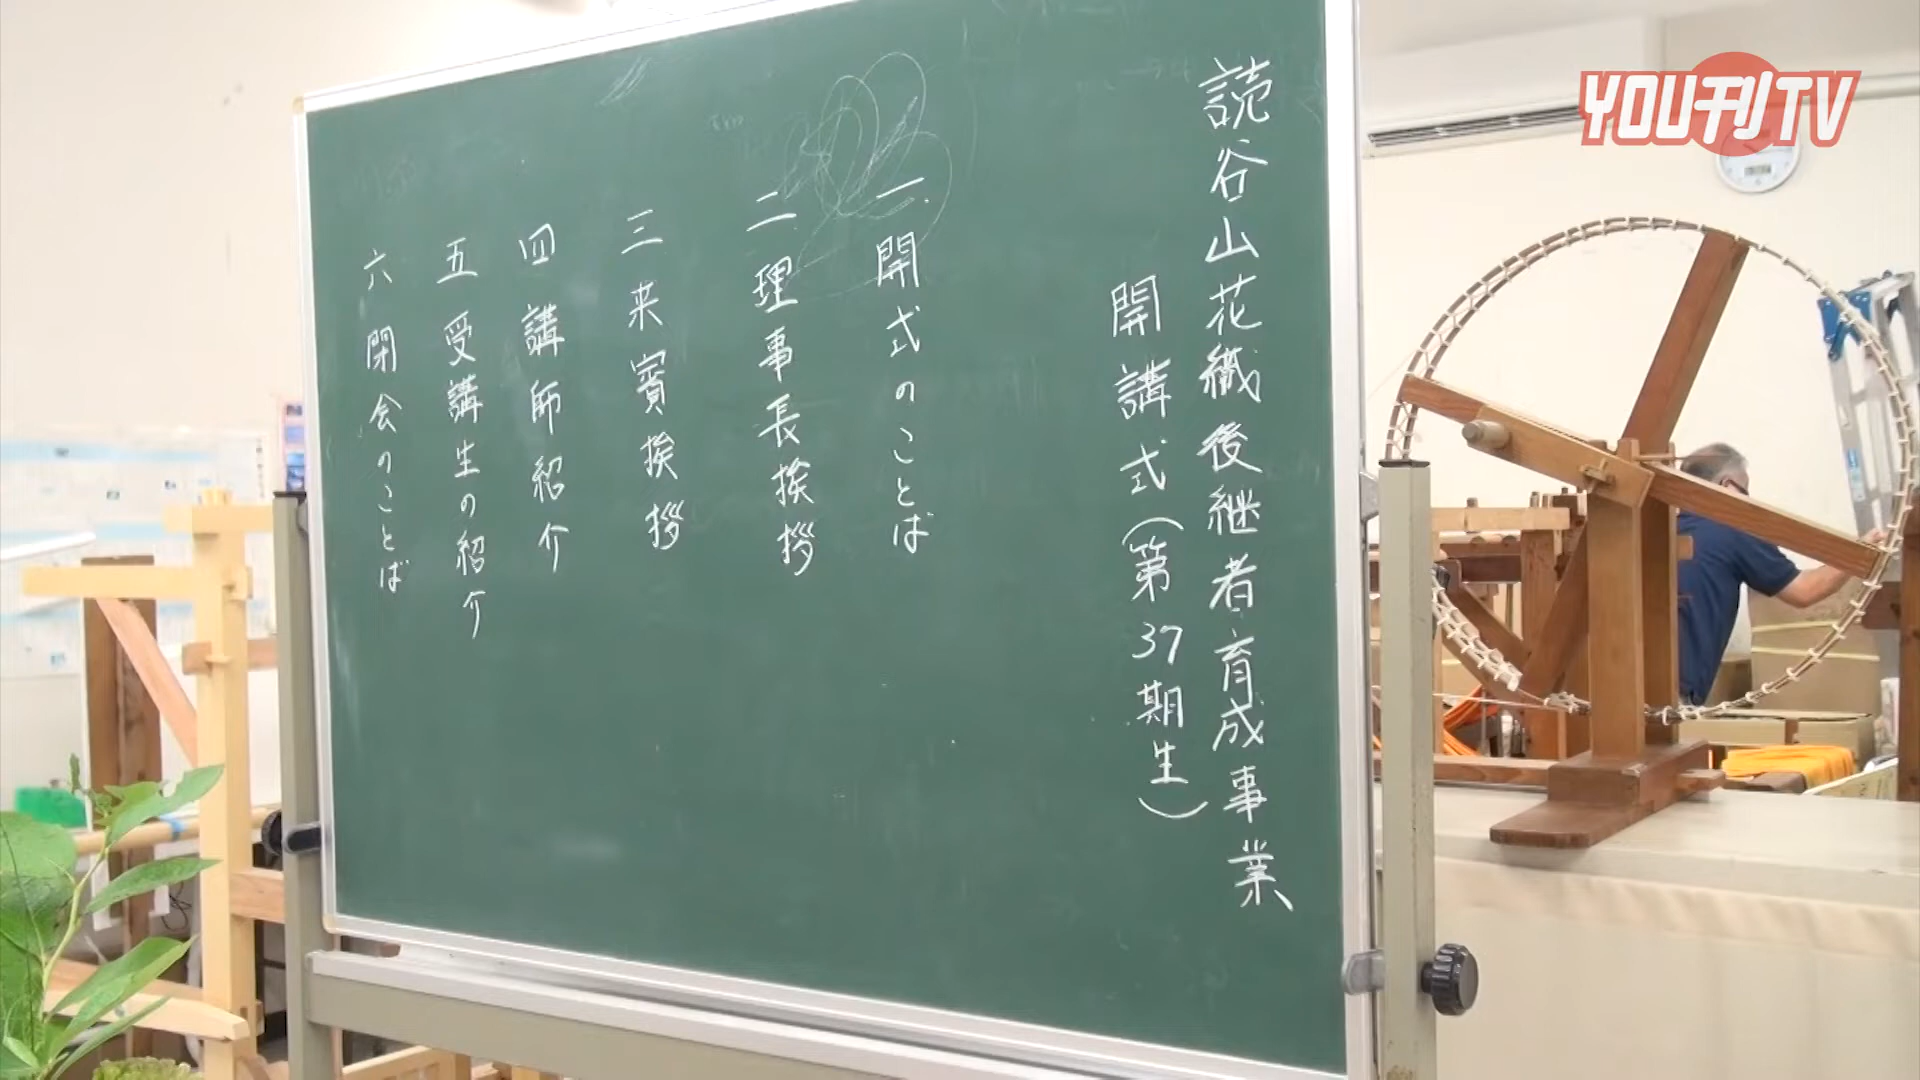 読谷山花織後継者育成事業
開講式(第37期生)
一. 開式のことば
二. 理事長挨拶
三 来賓挨拶
四 講師紹介
五 受講生の紹介
六 閉会のことば
YOU刊TV